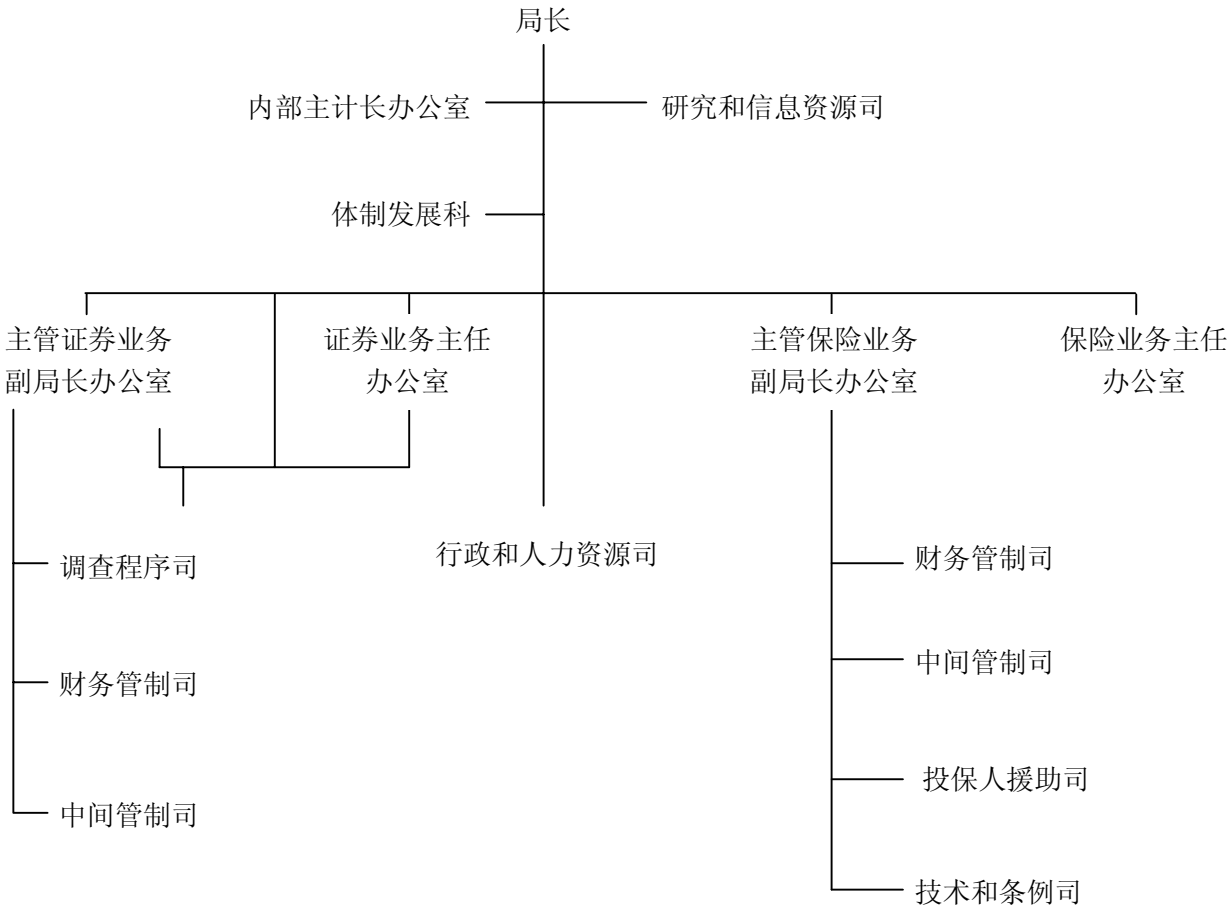 局长
内部主计长办公室
研究和信息资源司
体制发展科
主管证券业务
副局长办公室
证券业务主任
办公室
主管保险业务
副局长办公室
保险业务主任
办公室
调查程序司
行政和人力资源司
财务管制司
财务管制司
中间管制司
中间管制司
投保人援助司
技术和条例司